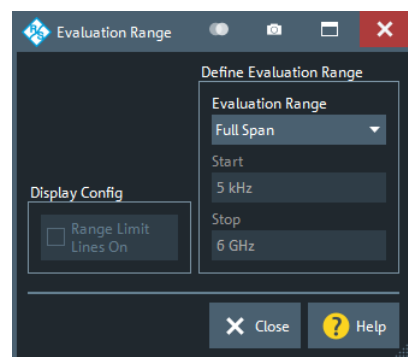 Evaluation Range
Define Evaluation Range
Evaluation Range
Full Span
Start
5 kHz
Stop
6 GHz
Display Config
Range Limit
Lines On
Close
? Help